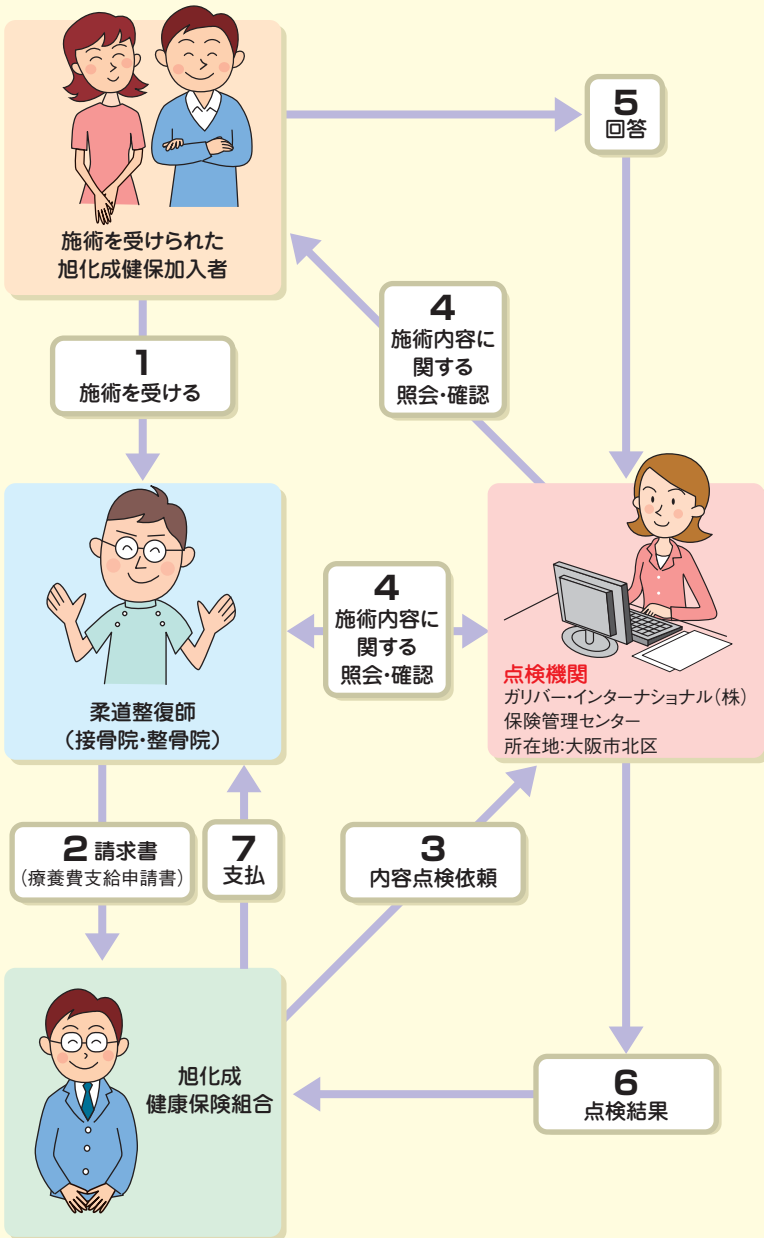 施術を受けられた
旭化成健保加入者
5
回答
4
施術内容に
関する
照会・確認
1
施術を受ける
柔道整復師
（接骨院・整骨院）
4
施術内容に
関する
照会・確認
点検機関
ガリバー・インターナショナル（株）
保険管理センター
所在地:大阪市北区
2 請求書
（療養費支給申請書）
7
支払
3
内容点検依頼
旭化成
健康保険組合
6
点検結果